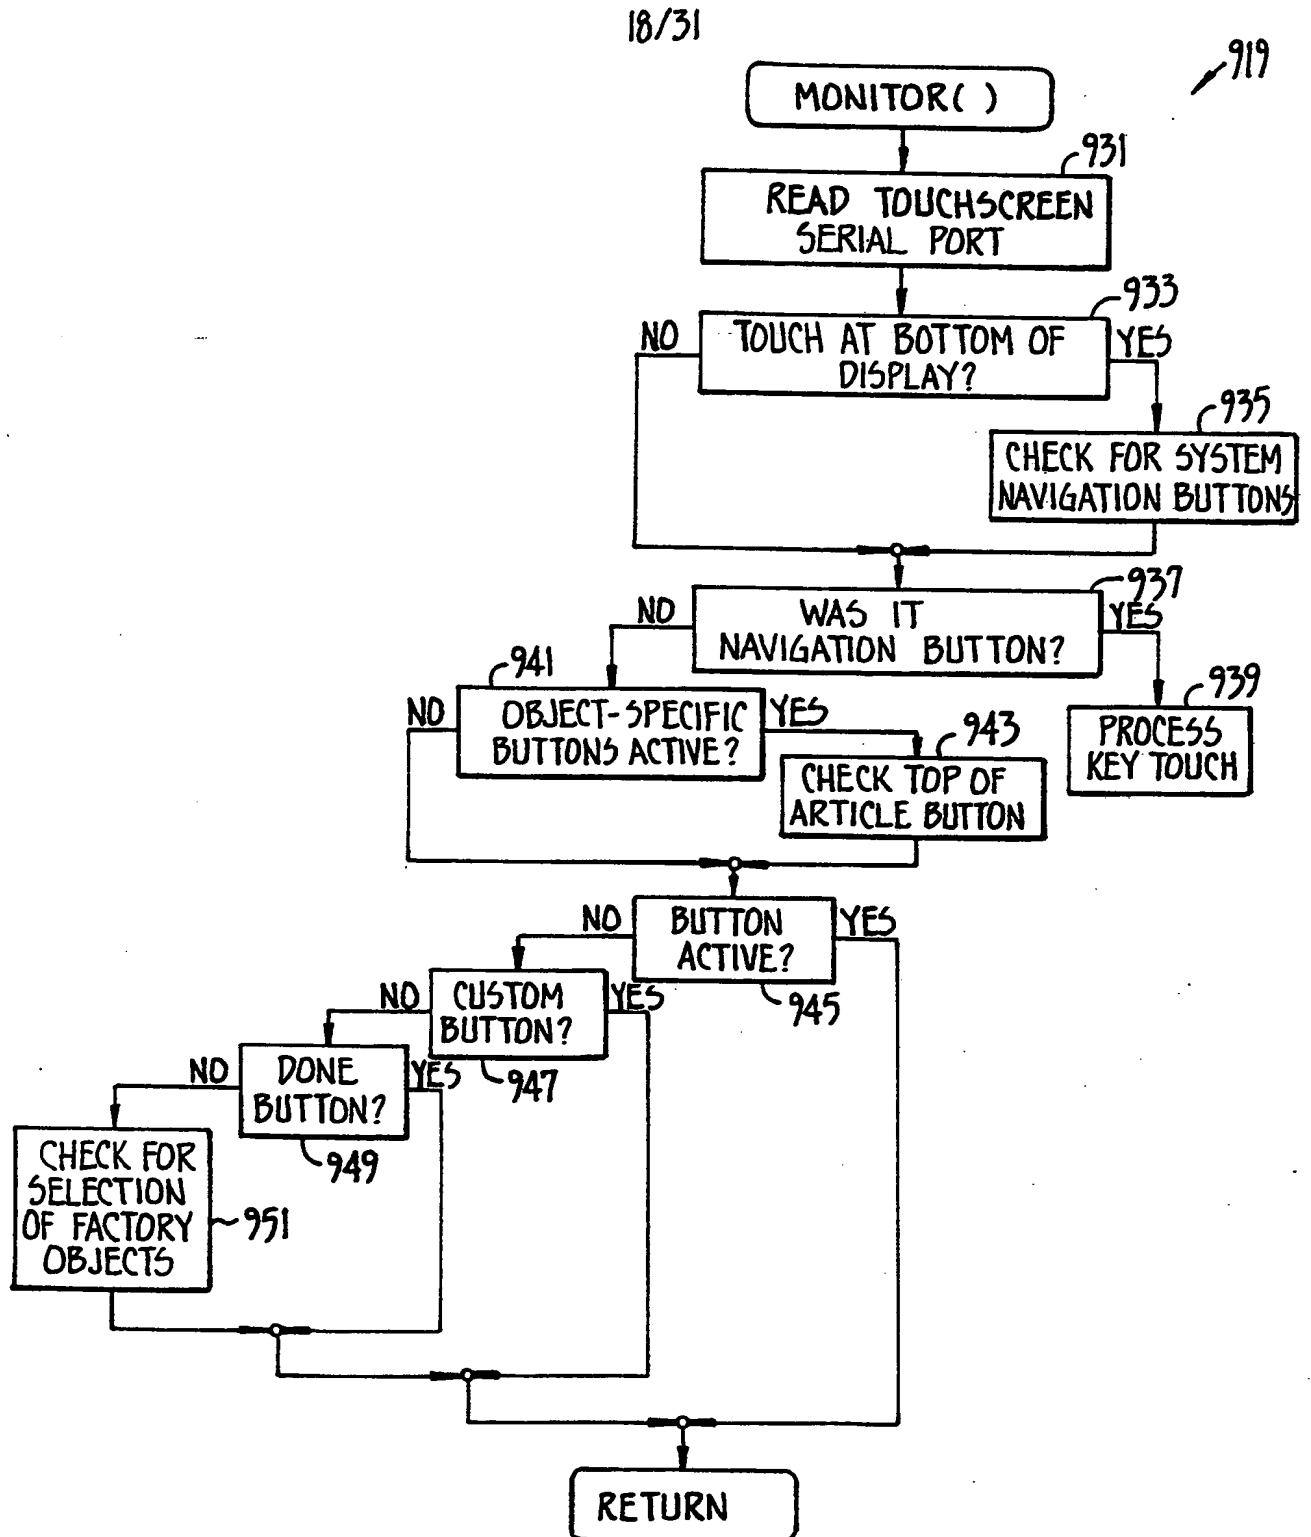 18/31
919
MONITOR( )
931
READ TOUCHSCREEN
SERIAL PORT
933
NO
TOUCH AT BOTTOM OF
DISPLAY?
YES
935
CHECK FOR SYSTEM
NAVIGATION BUTTONS
937
NO
WAS IT
NAVIGATION BUTTON?
YES
941
939
NO
OBJECT-SPECIFIC
BUTTONS ACTIVE?
YES
943
PROCESS
KEY TOUCH
CHECK TOP OF
ARTICLE BUTTON
NO
BUTTON
ACTIVE?
YES
945
NO
CUSTOM
BUTTON?
YES
947
NO
DONE
BUTTON?
YES
949
CHECK FOR
SELECTION
OF FACTORY
OBJECTS
951
RETURN